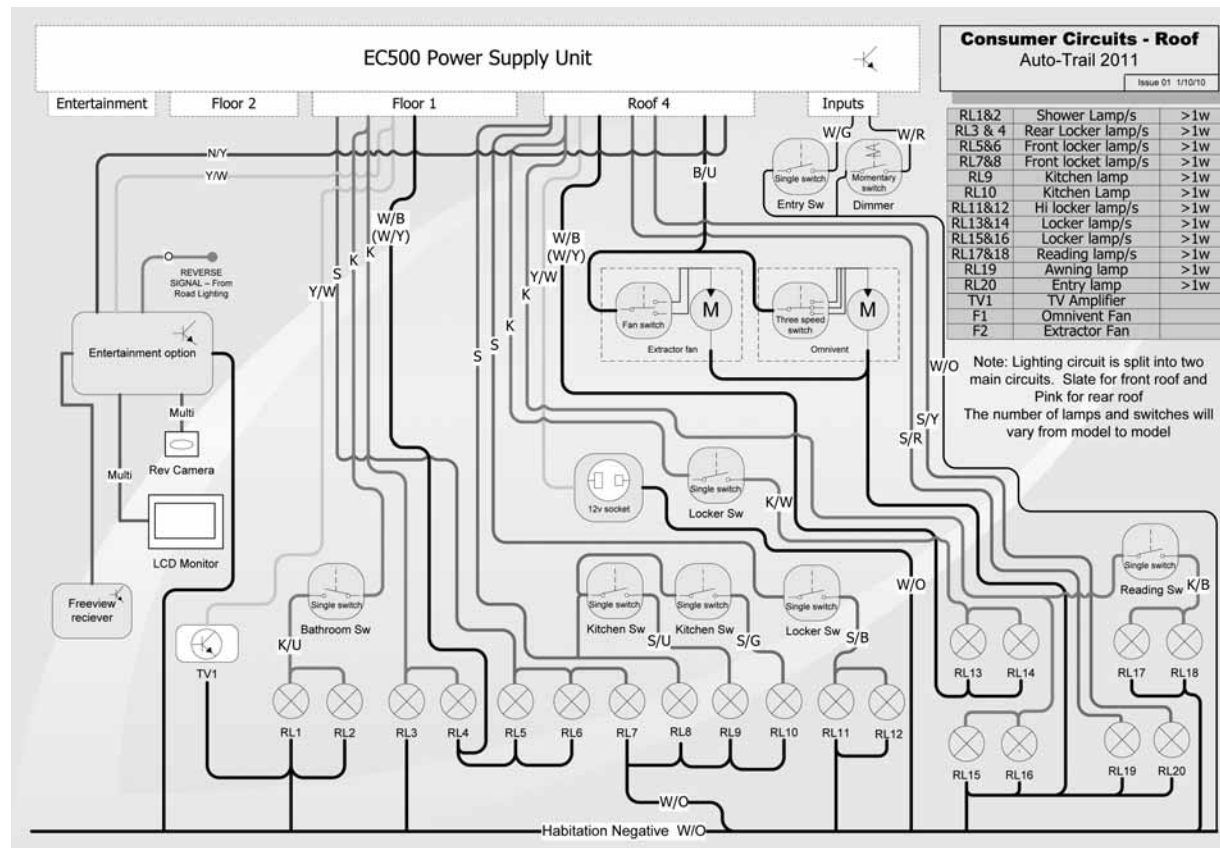 EC500 Power Supply Unit
Entertainment
Floor 2
Floor 1
Roof 4
Inputs
Consumer Circuits - Roof
Auto-Trail 2011
Issue 01 1/10/10
RL1&2 Shower Lamp/s >1w
RL3 & 4 Rear Locker lamp/s >1w
RL5&6 Front locker lamp/s >1w
RL7&8 Front locket lamp/s >1w
RL9 Kitchen lamp >1w
RL10 Kitchen Lamp >1w
RL11&12 Hi locker lamp/s >1w
RL13&14 Locker lamp/s >1w
RL15&16 Locker lamp/s >1w
RL17&18 Reading lamp/s >1w
RL19 Awning lamp >1w
RL20 Entry lamp >1w
TV1 TV Amplifier
F1 Omnivent Fan
F2 Extractor Fan
Note: Lighting circuit is split into two
main circuits. Slate for front roof and
Pink for rear roof
The number of lamps and switches will
vary from model to model
N/Y
Y/W
W/G
W/R
B/U
Single switch
Entry Sw
Momentary
switch
Dimmer
W/B
(W/Y)
S
K
K
Y/W
W/B
(W/Y)
Y/W
K
K
S
S
O
REVERSE
SIGNAL – From
Road Lighting
Fan switch
M
Extractor fan
Three speed
switch
M
Omnivent
W/O
S/Y
S/R
Entertainment option
Multi
Rev Camera
Multi
LCD Monitor
Freeview
reciever
12v socket
Single switch
Locker Sw
K/W
W/O
Single switch
Reading Sw
K/B
Single switch
Bathroom Sw
K/U
Single switch
Kitchen Sw
S/U
Single switch
Kitchen Sw
S/G
Single switch
Locker Sw
S/B
TV1
RL1
RL2
RL3
RL4
RL5
RL6
RL7
RL8
RL9
RL10
RL11
RL12
RL13
RL14
RL17
RL18
RL15
RL16
RL19
RL20
W/O
Habitation Negative W/O